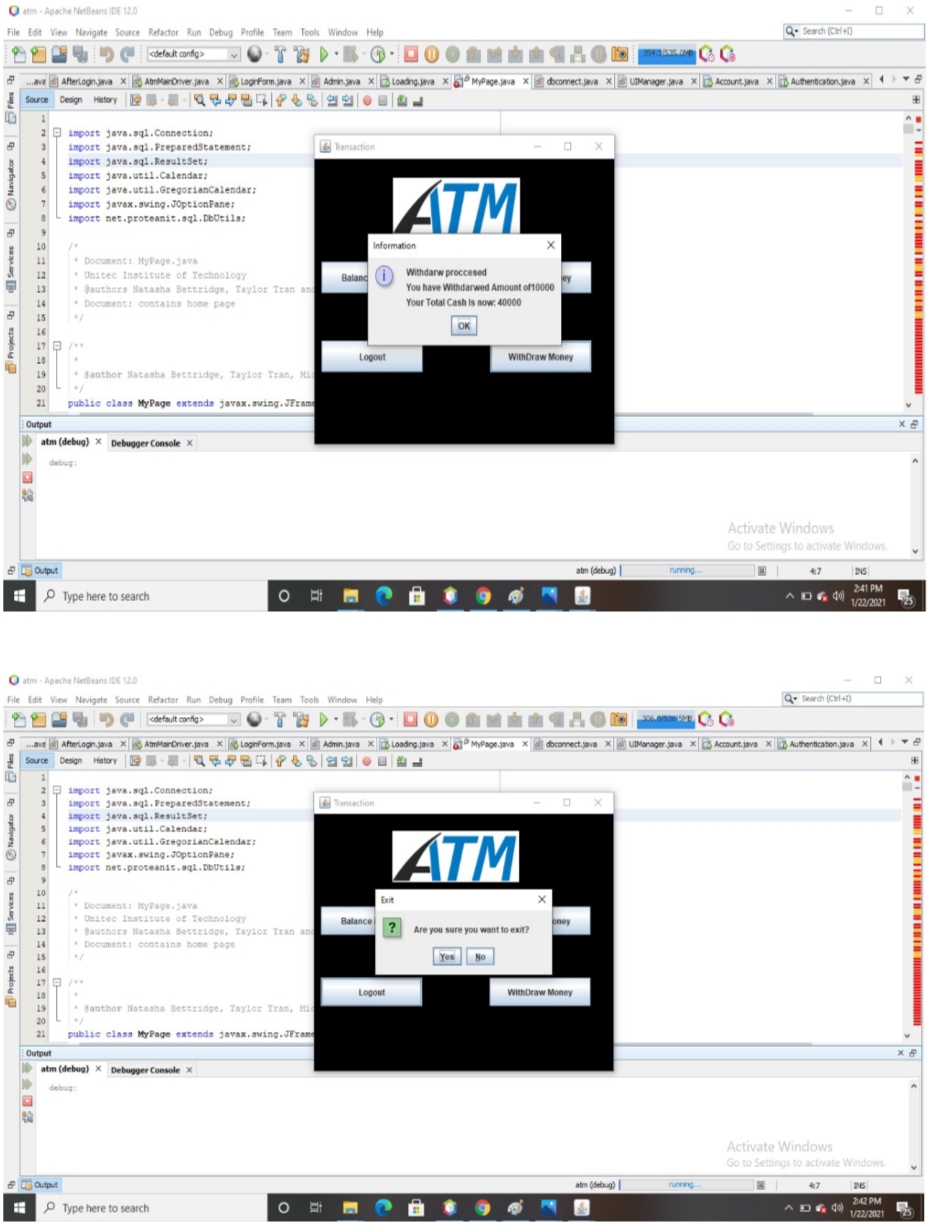 atm - Apache NetBeans IDE 12.0
File Edit View Navigate Source Refactor Run Debug Profile Team Tools Window Help
Search (Ctrl+I)
<default config>
...ava AfterLogin.java AtmMainDriver.java LoginForm.java Admin.java Loading.java MyPage.java dbconnect.java UIManager.java Account.java Authentication.java
Source Design History
Files
Navigator
Services
Projects
1
2 import java.sql.Connection;
3 import java.sql.PreparedStatement;
4 import java.sql.ResultSet;
5 import java.util.Calendar;
6 import java.util.GregorianCalendar;
7 import javax.swing.JOptionPane;
8 import net.proteanit.sql.DbUtils;
9
10 /*
11 * Document: MyPage.java
12 * Unitec Institute of Technology
13 * @authors Natasha Bettridge, Taylor Tran and
14 * Document: contains home page
15 */
16
17 /**
18 *
19 * @author Natasha Bettridge, Taylor Tran, Mic
20 */
21 public class MyPage extends javax.swing.JFrame
Transaction
ATM
Information
Withdarw proccesed
You have Withdarwed Amount of10000
Your Total Cash Is now: 40000
OK
Balanc
ey
Logout
WithDraw Money
Output
atm (debug) Debugger Console
debug:
Activate Windows
Go to Settings to activate Windows.
Output
atm (debug) running... 4:7 INS
Type here to search
2:41 PM
1/22/2021
25
atm - Apache NetBeans IDE 12.0
File Edit View Navigate Source Refactor Run Debug Profile Team Tools Window Help
Search (Ctrl+I)
<default config>
...ava AfterLogin.java AtmMainDriver.java LoginForm.java Admin.java Loading.java MyPage.java dbconnect.java UIManager.java Account.java Authentication.java
Source Design History
Files
Navigator
Services
Projects
1
2 import java.sql.Connection;
3 import java.sql.PreparedStatement;
4 import java.sql.ResultSet;
5 import java.util.Calendar;
6 import java.util.GregorianCalendar;
7 import javax.swing.JOptionPane;
8 import net.proteanit.sql.DbUtils;
9
10 /*
11 * Document: MyPage.java
12 * Unitec Institute of Technology
13 * @authors Natasha Bettridge, Taylor Tran and
14 * Document: contains home page
15 */
16
17 /**
18 *
19 * @author Natasha Bettridge, Taylor Tran, Mic
20 */
21 public class MyPage extends javax.swing.JFrame
Transaction
ATM
Exit
Are you sure you want to exit?
Yes No
Balance
oney
Logout
WithDraw Money
Output
atm (debug) Debugger Console
debug:
Activate Windows
Go to Settings to activate Windows.
Output
atm (debug) running... 4:7 INS
Type here to search
2:42 PM
1/22/2021
25